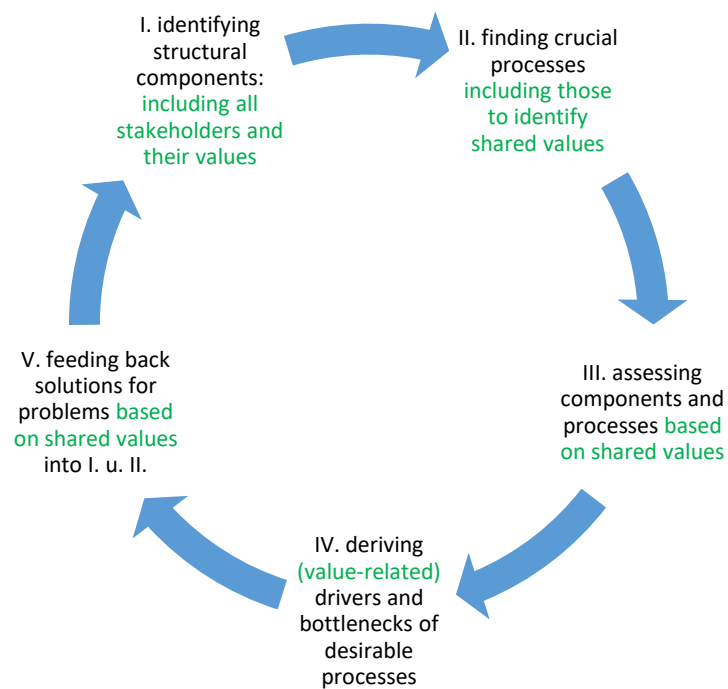 I. identifying
structural
components:
including all
stakeholders and
their values
II. finding crucial
processes
including those
to identify
shared values
III. assessing
components and
processes based
on shared values
IV. deriving
(value-related)
drivers and
bottlenecks of
desirable
processes
V. feeding back
solutions for
problems based
on shared values
into I. u. II.